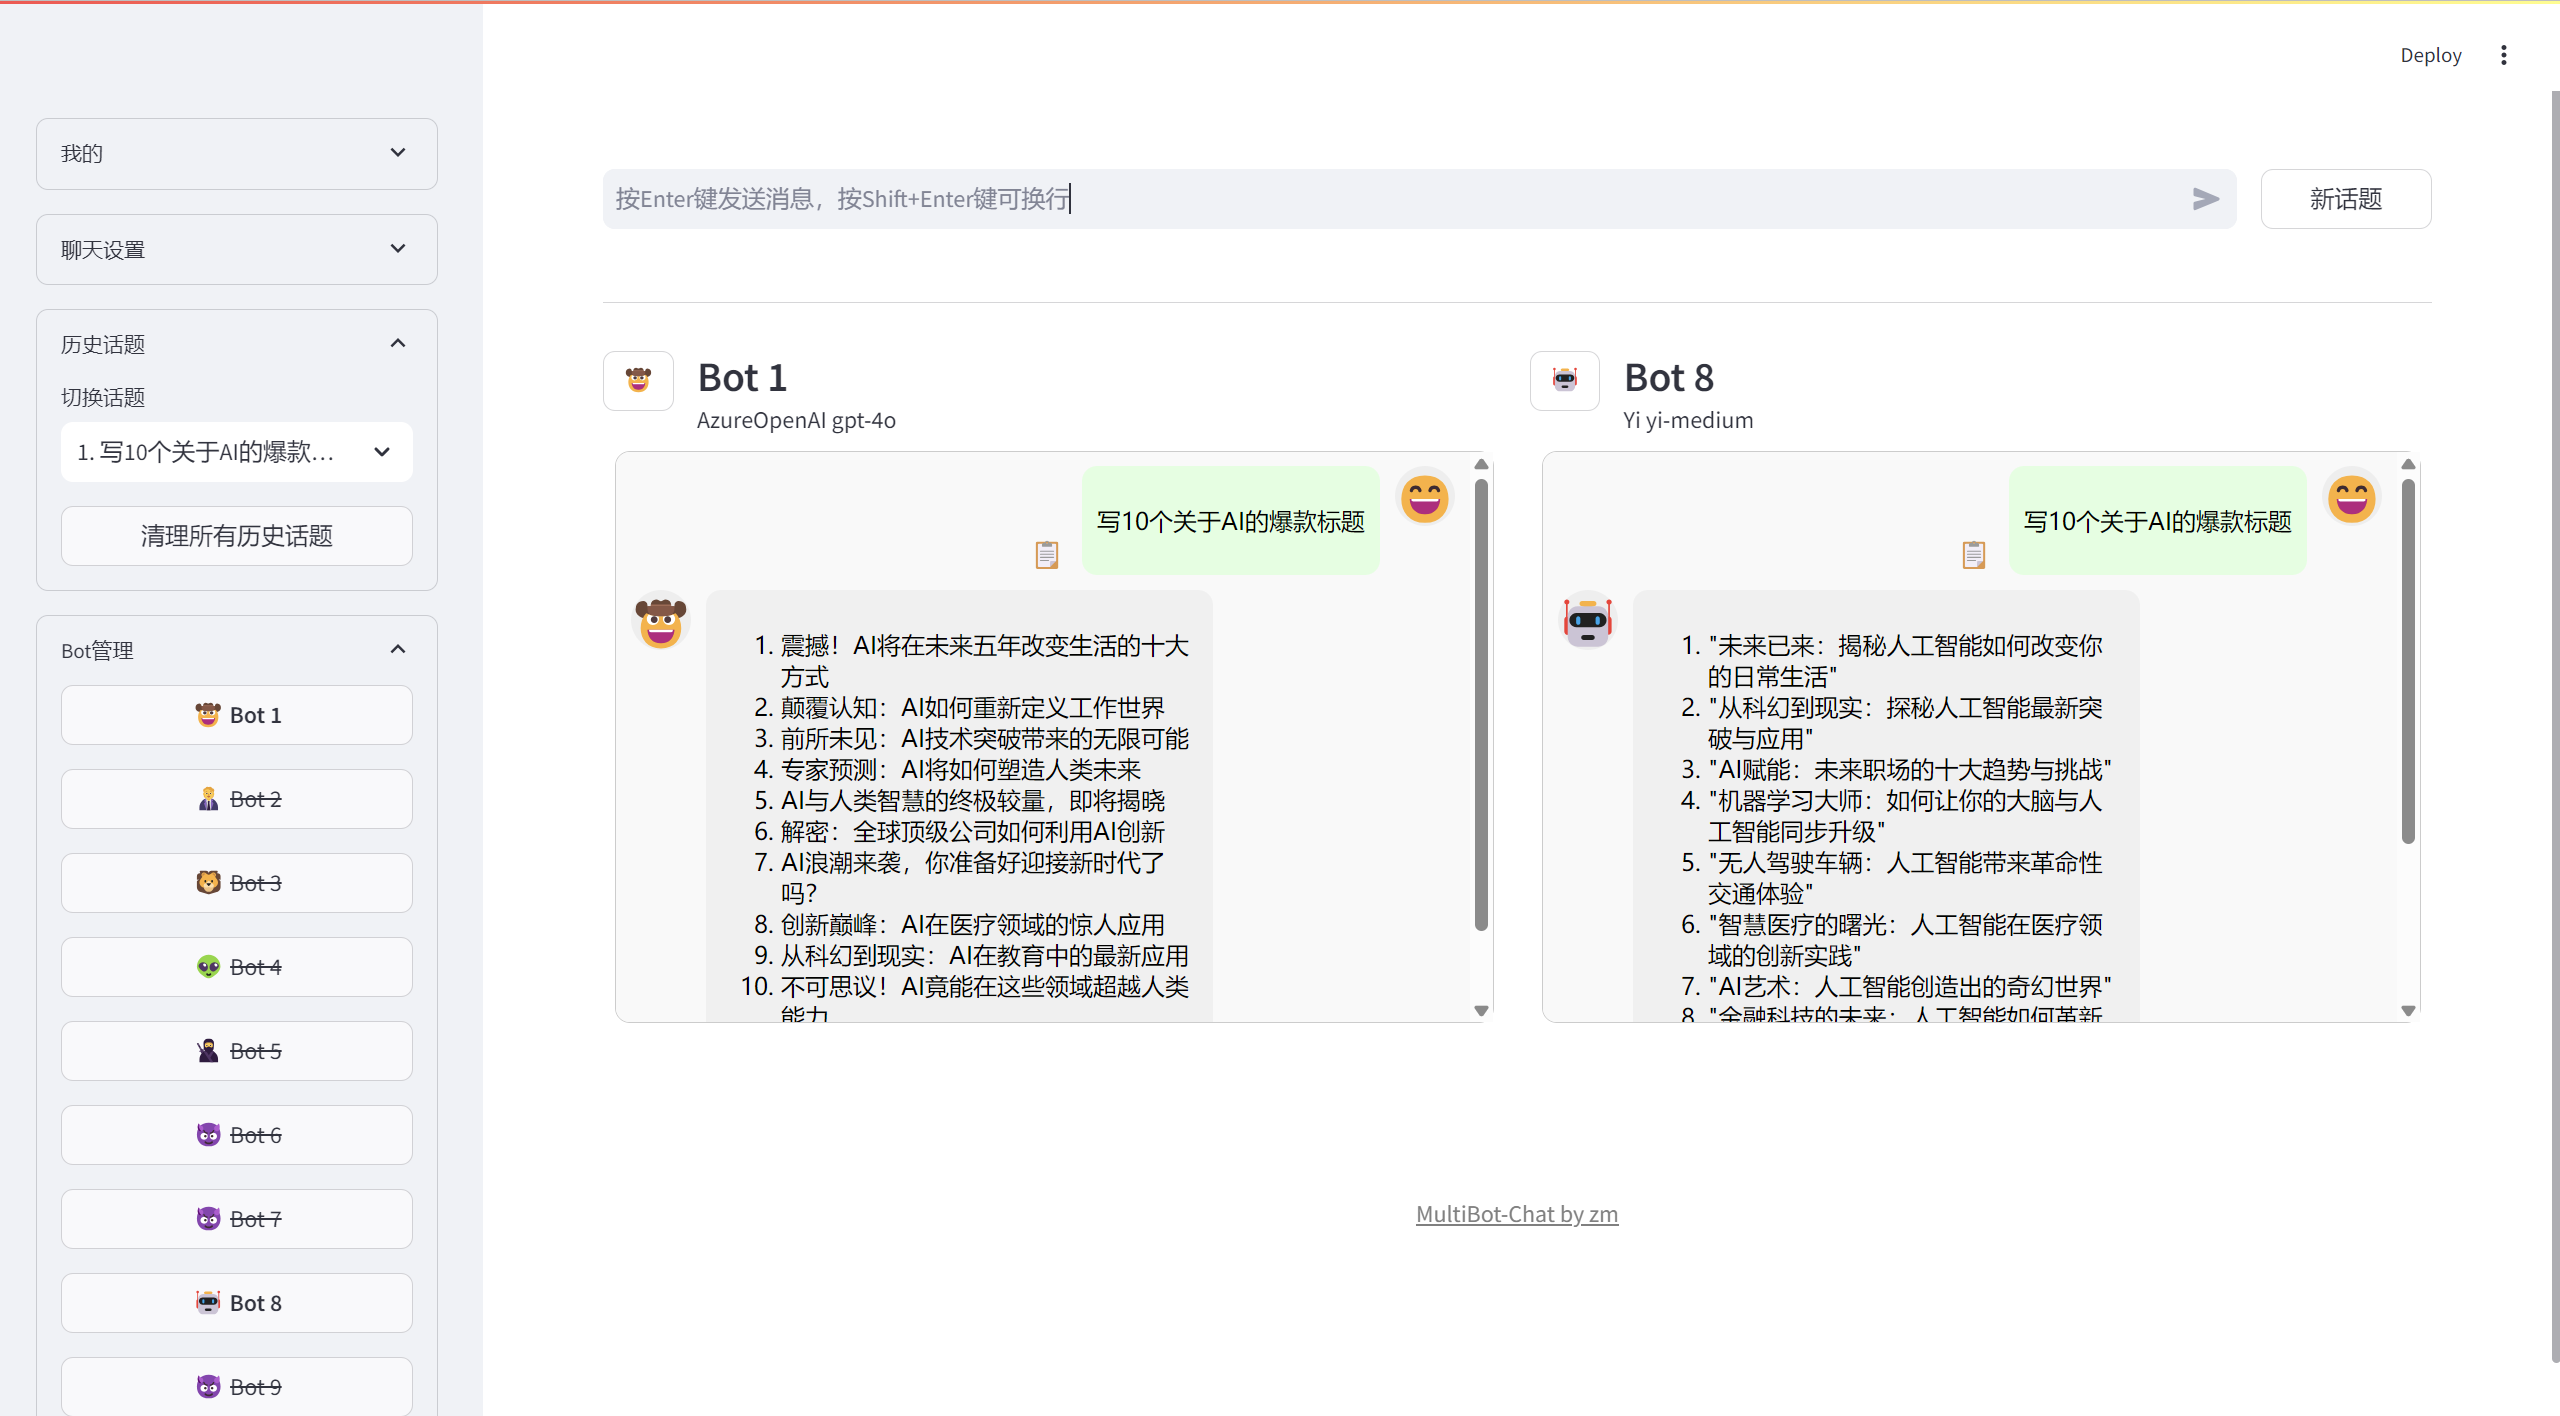 Deploy
我的
聊天设置
历史话题
切换话题
1. 写10个关于AI的爆款…
清理所有历史话题
Bot管理
Bot 1
Bot 2
Bot 3
Bot 4
Bot 5
Bot 6
Bot 7
Bot 8
Bot 9
按Enter键发送消息，按Shift+Enter键可换行
新话题
Bot 1
AzureOpenAI gpt-4o
写10个关于AI的爆款标题
1. 震撼！AI将在未来五年改变生活的十大
方式
2. 颠覆认知：AI如何重新定义工作世界
3. 前所未见：AI技术突破带来的无限可能
4. 专家预测：AI将如何塑造人类未来
5. AI与人类智慧的终极较量，即将揭晓
6. 解密：全球顶级公司如何利用AI创新
7. AI浪潮来袭，你准备好迎接新时代了
吗？
8. 创新巅峰：AI在医疗领域的惊人应用
9. 从科幻到现实：AI在教育中的最新应用
10. 不可思议！AI竟能在这些领域超越人类
能力
Bot 8
Yi yi-medium
写10个关于AI的爆款标题
1. "未来已来：揭秘人工智能如何改变你
的日常生活"
2. "从科幻到现实：探秘人工智能最新突
破与应用"
3. "AI赋能：未来职场的十大趋势与挑战"
4. "机器学习大师：如何让你的大脑与人
工智能同步升级"
5. "无人驾驶车辆：人工智能带来革命性
交通体验"
6. "智慧医疗的曙光：人工智能在医疗领
域的创新实践"
7. "AI艺术：人工智能创造出的奇幻世界"
8. "金融科技的未来：人工智能如何革新
MultiBot-Chat by zm